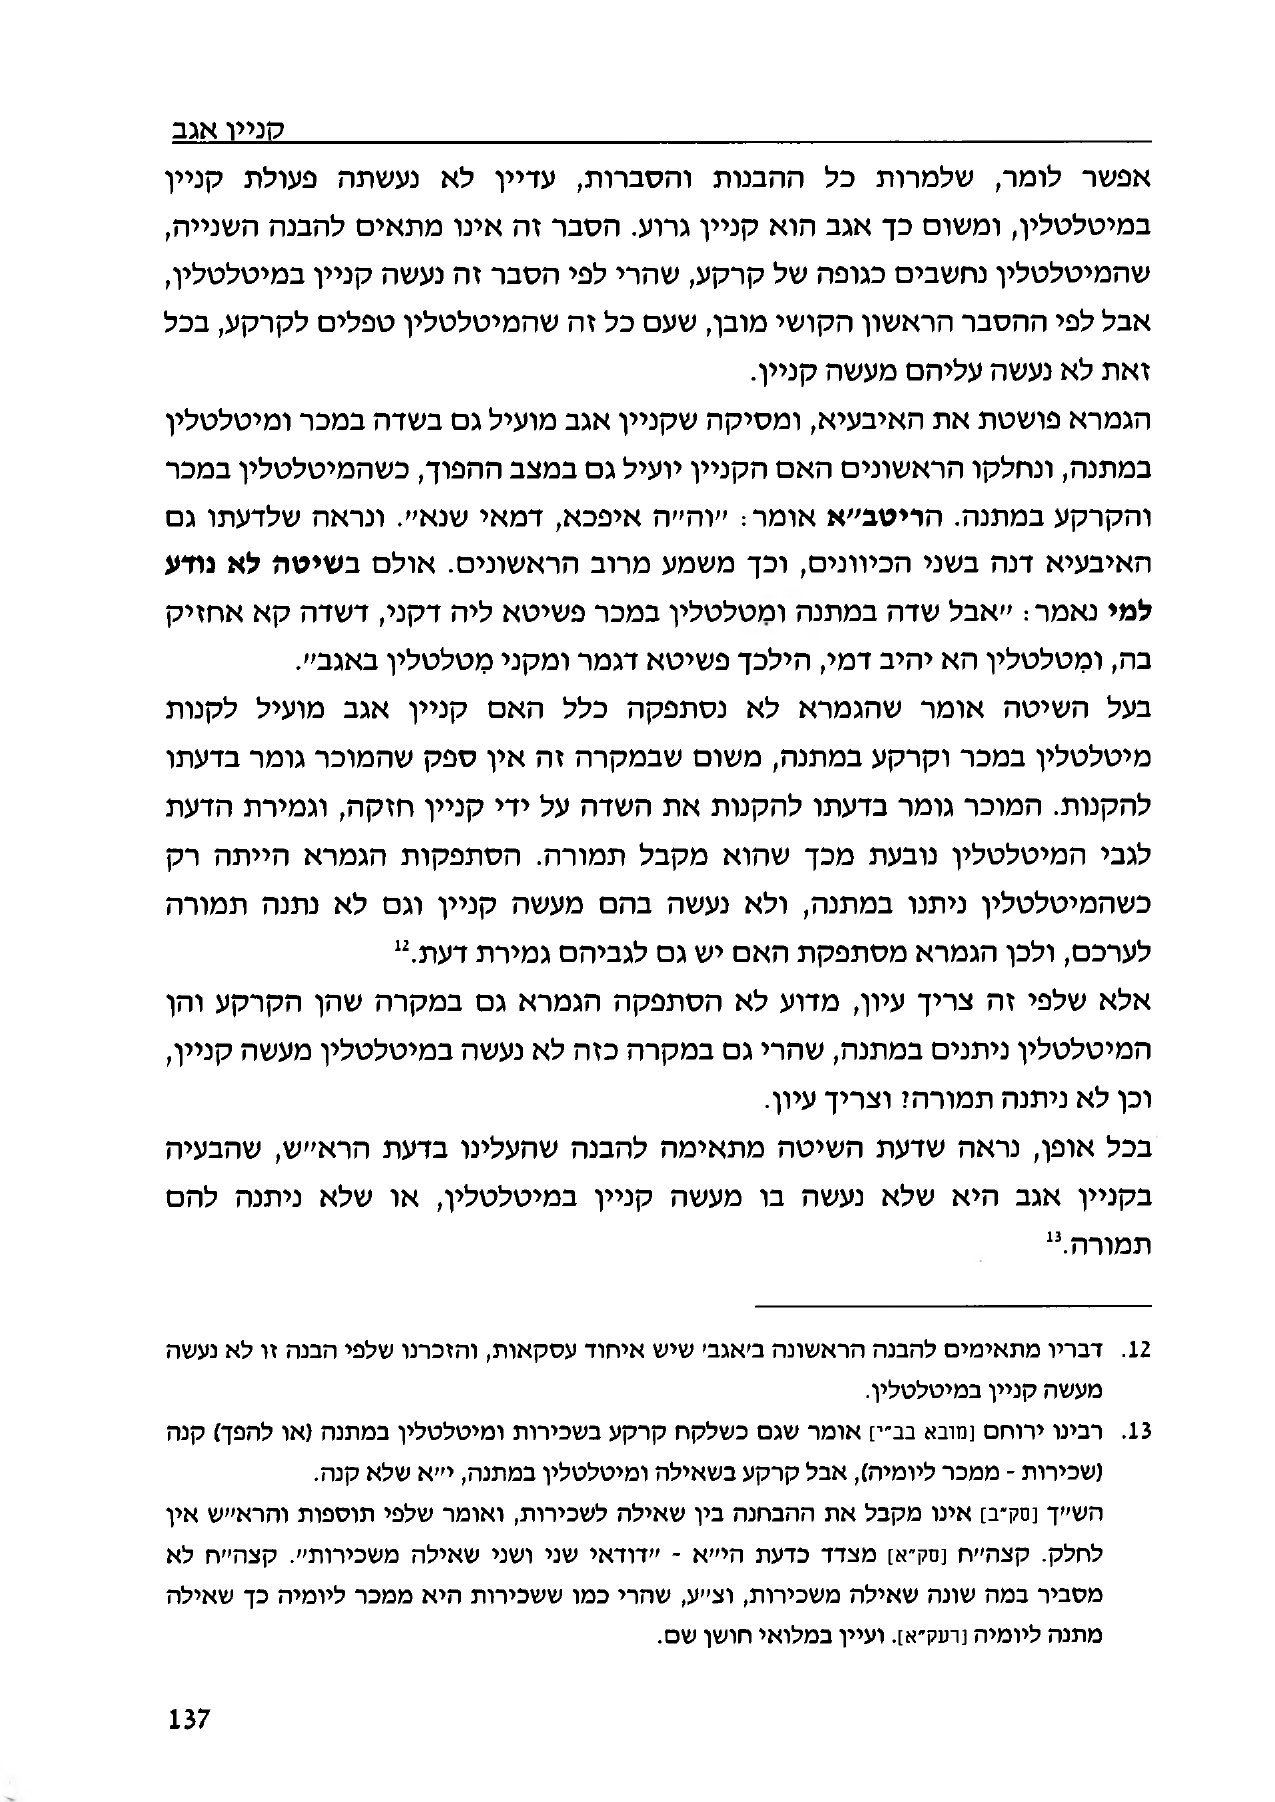 קניין אגב
אפשר לומר, שלמרות כל ההבנות והסברות, עדיין לא נעשתה פעולת קניין
במיטלטלין, ומשום כך אגב הוא קניין גרוע. הסבר זה אינו מתאים להבנה השנייה,
שהמיטלטלין נחשבים כגופה של קרקע, שהרי לפי הסבר זה נעשה קניין במיטלטלין,
אבל לפי ההסבר הראשון הקושי מובן, שעם כל זה שהמיטלטלין טפלים לקרקע, בכל
זאת לא נעשה עליהם מעשה קניין.
הגמרא פושטת את האיבעיא, ומסיקה שקניין אגב מועיל גם בשדה במכר ומיטלטלין
במתנה, ונחלקו הראשונים האם הקניין יועיל גם במצב ההפוך, כשהמיטלטלין במכר
והקרקע במתנה. הריטב״א אומר: ״וה״ה איפכא, דמאי שנא״. ונראה שלדעתו גם
האיבעיא דנה בשני הכיוונים, וכך משמע מרוב הראשונים. אולם בשיטה לא נודע
למי נאמר: ״אבל שדה במתנה ומִטלטלין במכר פשיטא ליה דקני, דשדה קא אחזיק
בה, ומִטלטלין הא יהיב דמי, הילכך פשיטא דגמר ומקני מִטלטלין באגב״.
בעל השיטה אומר שהגמרא לא נסתפקה כלל האם קניין אגב מועיל לקנות
מיטלטלין במכר וקרקע במתנה, משום שבמקרה זה אין ספק שהמוכר גומר בדעתו
להקנות. המוכר גומר בדעתו להקנות את השדה על ידי קניין חזקה, וגמירת הדעת
לגבי המיטלטלין נובעת מכך שהוא מקבל תמורה. הסתפקות הגמרא הייתה רק
כשהמיטלטלין ניתנו במתנה, ולא נעשה בהם מעשה קניין וגם לא נתנה תמורה
לערכם, ולכן הגמרא מסתפקת האם יש גם לגביהם גמירת דעת.12
אלא שלפי זה צריך עיון, מדוע לא הסתפקה הגמרא גם במקרה שהן הקרקע והן
המיטלטלין ניתנים במתנה, שהרי גם במקרה כזה לא נעשה במיטלטלין מעשה קניין,
וכן לא ניתנה תמורה? וצריך עיון.
בכל אופן, נראה שדעת השיטה מתאימה להבנה שהעלינו בדעת הרא״ש, שהבעיה
בקניין אגב היא שלא נעשה בו מעשה קניין במיטלטלין, או שלא ניתנה להם
תמורה.13
12. דבריו מתאימים להבנה הראשונה ב׳אגב׳ שיש איחוד עסקאות, והזכרנו שלפי הבנה זו לא נעשה
מעשה קניין במיטלטלין.
13. רבינו ירוחם [מובא בב״י] אומר שגם כשלקח קרקע בשכירות ומיטלטלין במתנה (או להפך) קנה
(שכירות - ממכר ליומיה), אבל קרקע בשאילה ומיטלטלין במתנה, י״א שלא קנה.
הש״ך [סק״ב] אינו מקבל את ההבחנה בין שאילה לשכירות, ואומר שלפי תוספות והרא״ש אין
לחלק. קצה״ח [סק״א] מצדד כדעת הי״א - ״דודאי שני ושני שאילה משכירות״. קצה״ח לא
מסביר במה שונה שאילה משכירות, וצ״ע, שהרי כמו ששכירות היא ממכר ליומיה כך שאילה
מתנה ליומיה [רעק״א]. ועיין במלואי חושן שם.
137